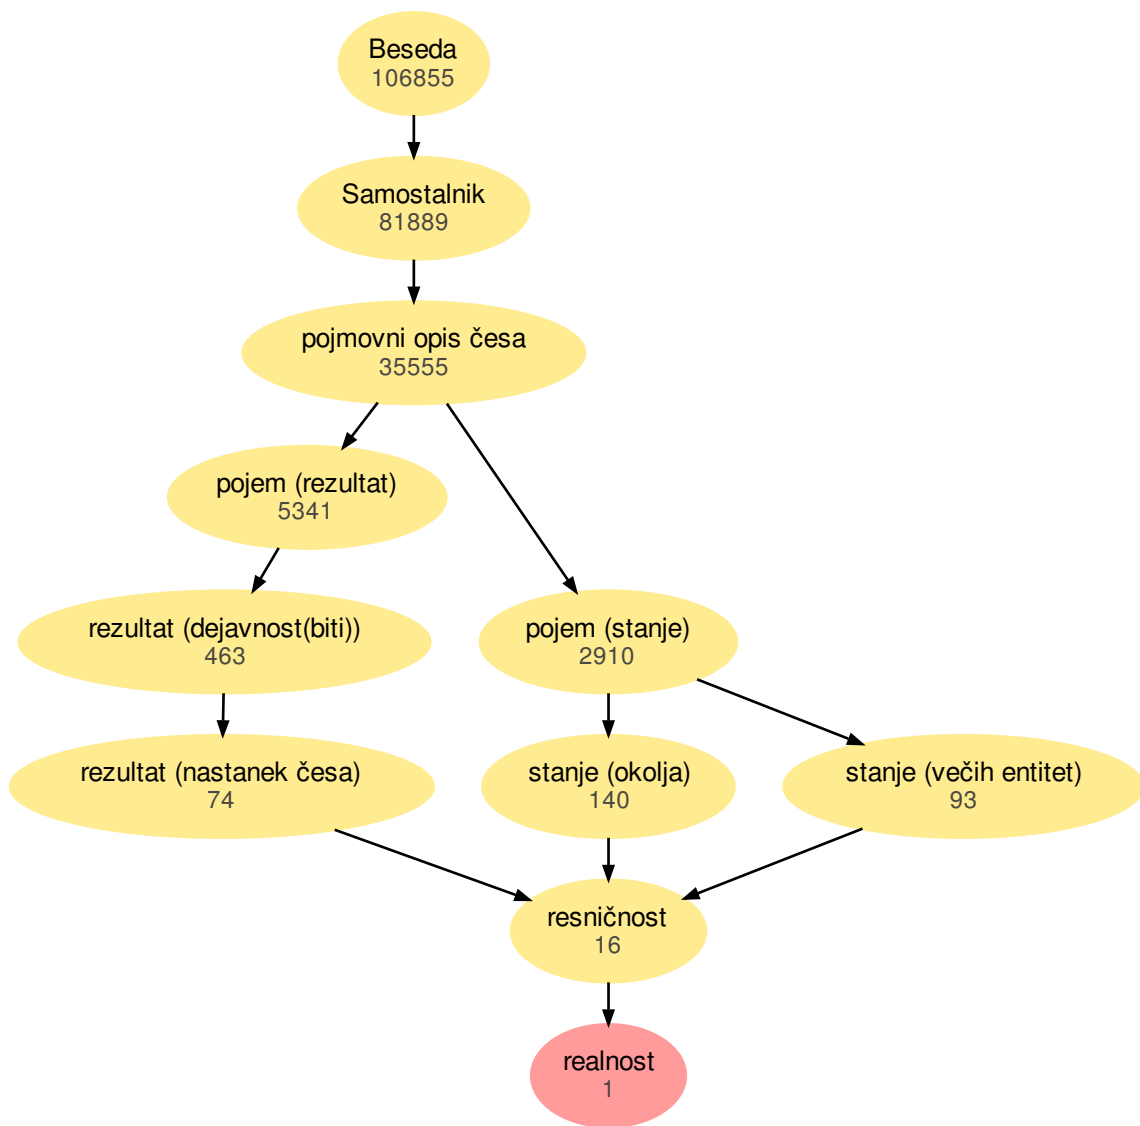 Beseda
106855
Samostalnik
81889
pojmovni opis česa
35555
pojem (rezultat)
5341
rezultat (dejavnost(biti))
463
pojem (stanje)
2910
rezultat (nastanek česa)
74
stanje (okolja)
140
stanje (večih entitet)
93
resničnost
16
realnost
1